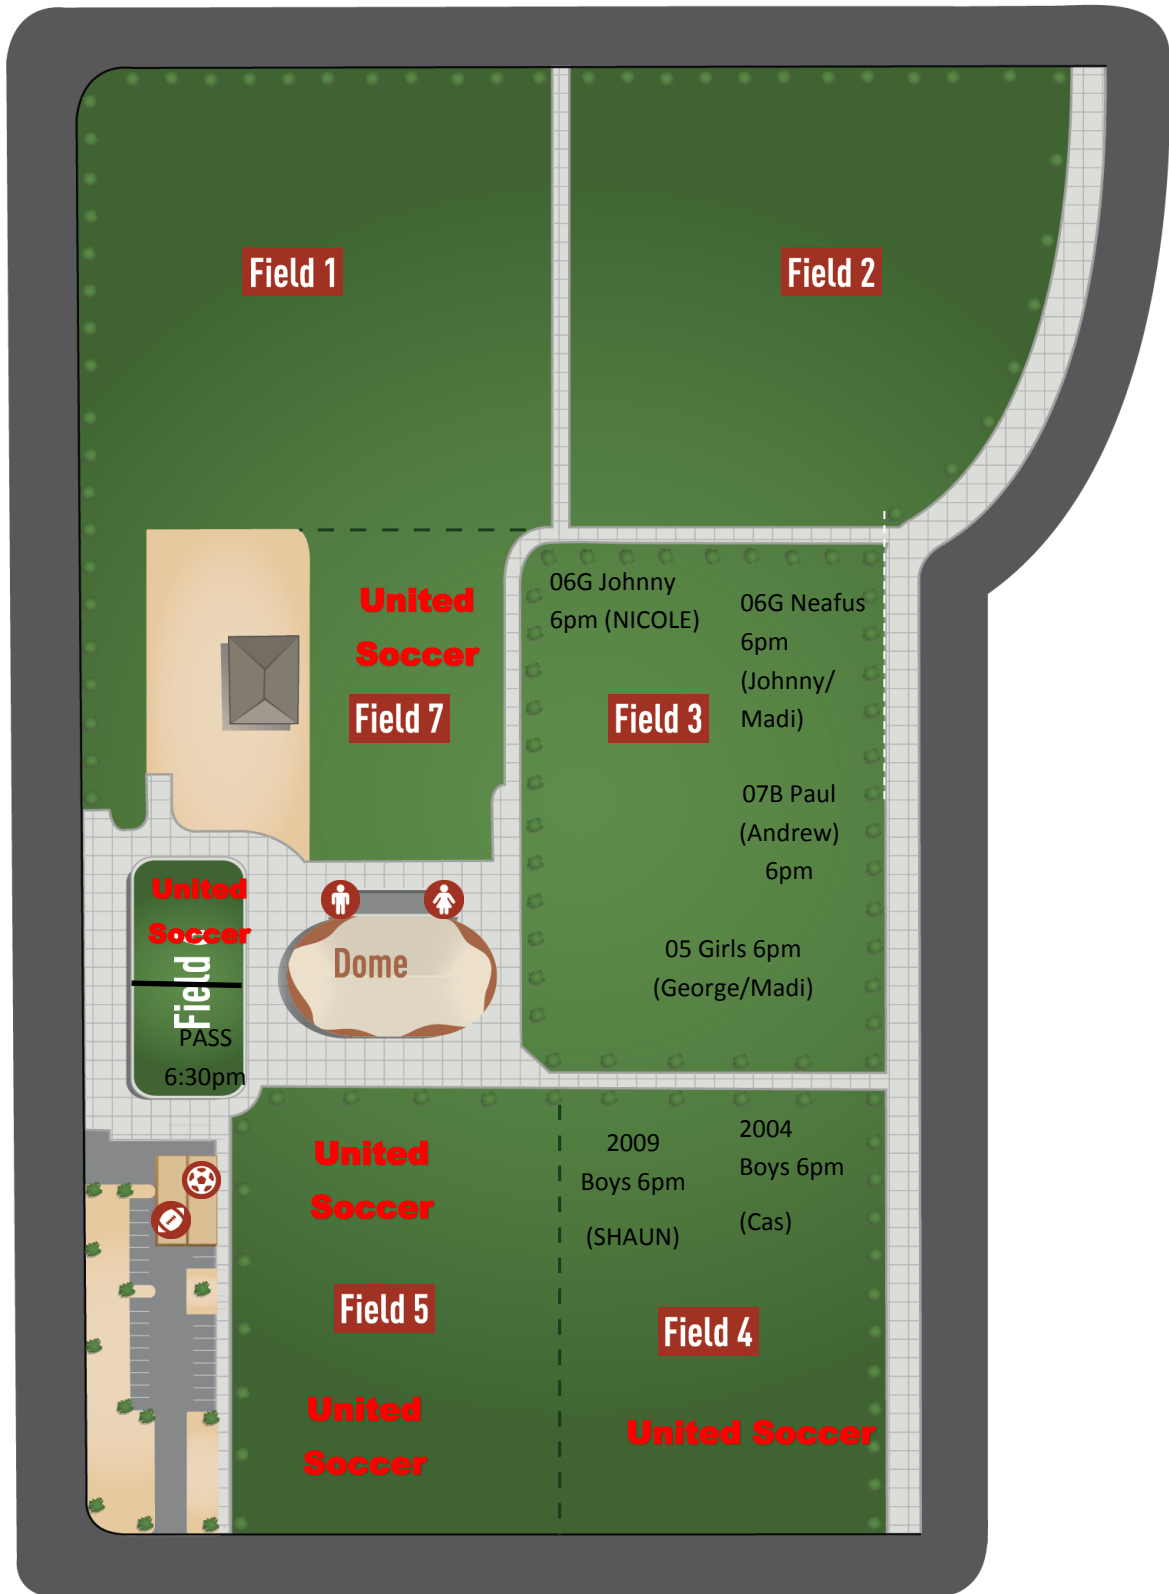 Field 1
Field 2
United
Soccer
Field 7
06G Johnny
6pm (NICOLE)
06G Neafus
6pm
(Johnny/
Madi)
Field 3
07B Paul
(Andrew)
6pm
05 Girls 6pm
(George/Madi)
United
Soccer
Field
PASS
6:30pm
Dome
United
Soccer
Field 5
United
Soccer
2009
Boys 6pm
(SHAUN)
2004
Boys 6pm
(Cas)
Field 4
United Soccer